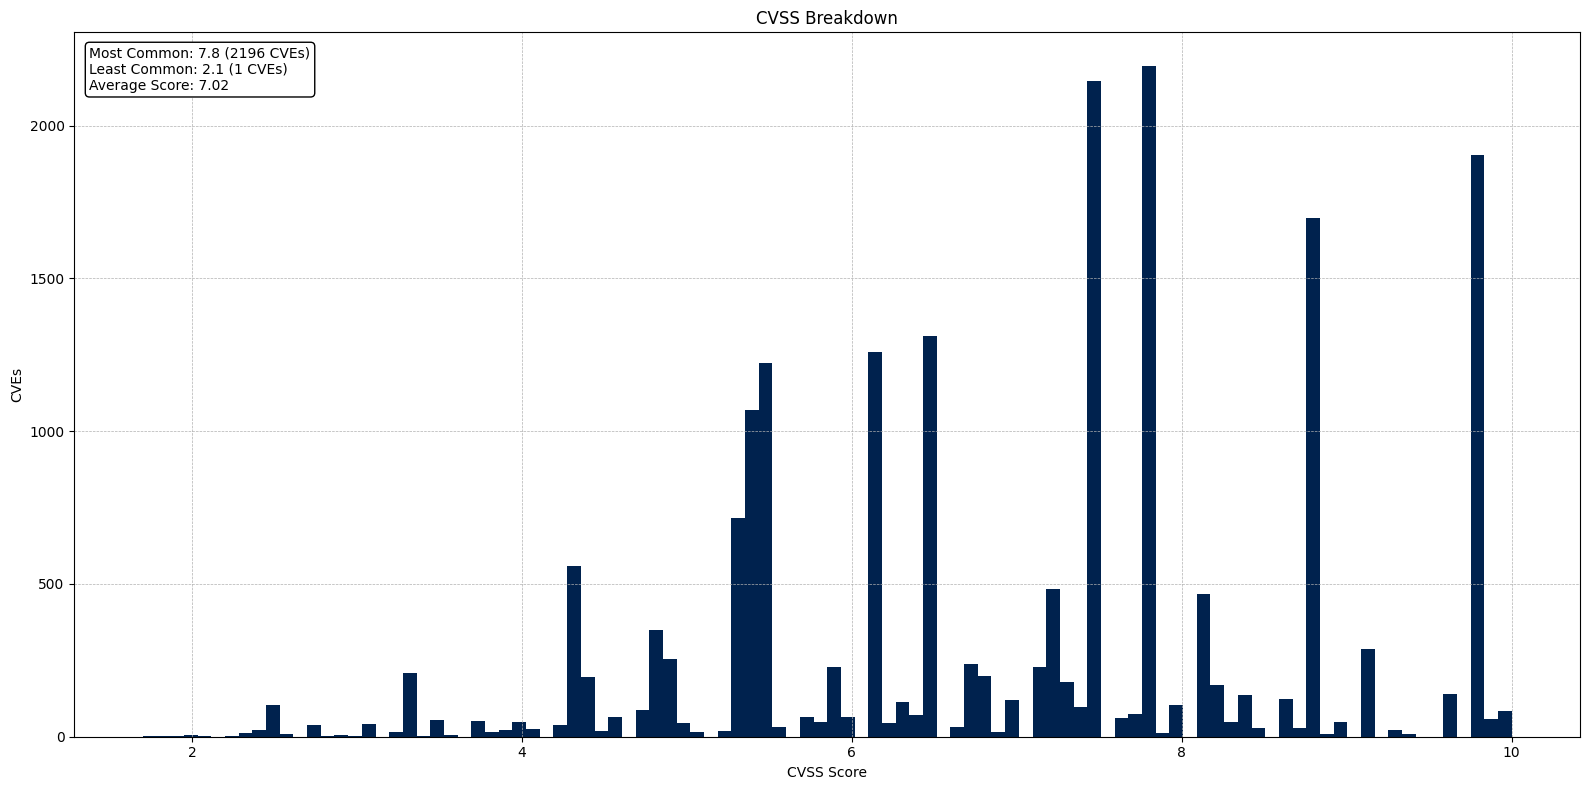 CVSS Breakdown
Most Common: 7.8 (2196 CVEs)
Least Common: 2.1 (1 CVEs)
Average Score: 7.02
2000
1500
1000
500
0
CVEs
2 4 6 8 10
CVSS Score